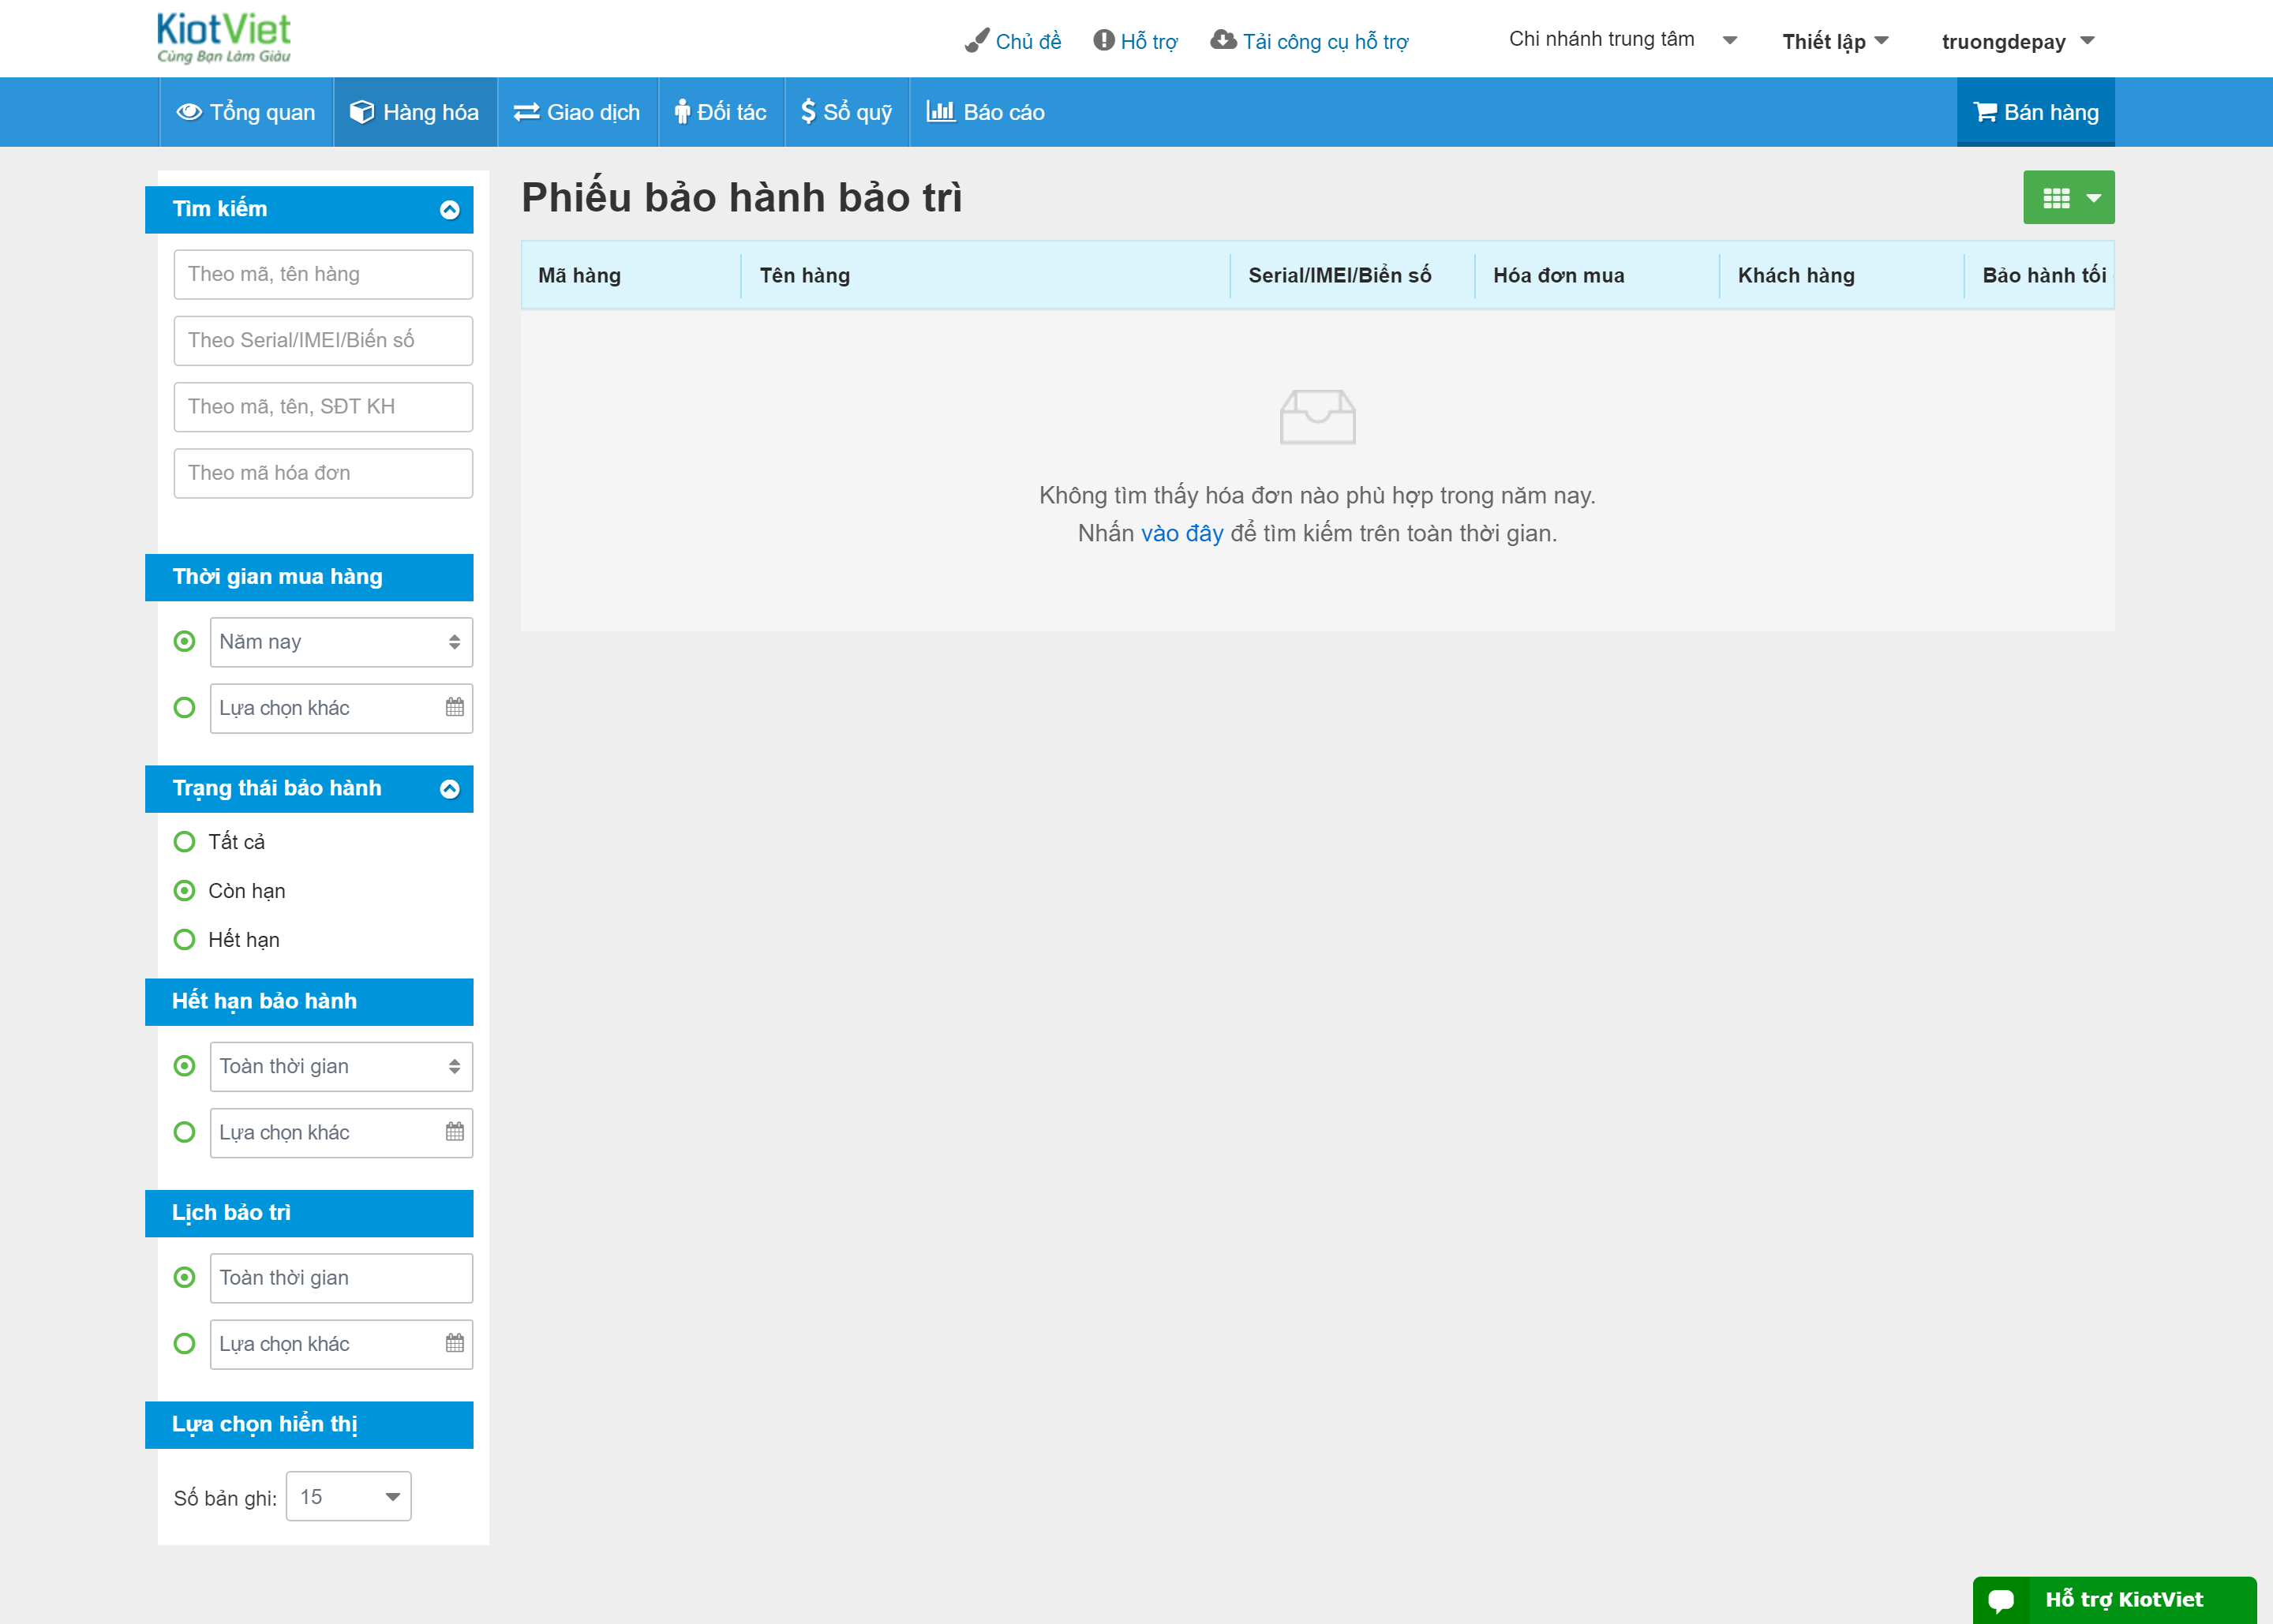 KiotViet
Cùng Bạn Làm Giàu
Chủ đề
Hỗ trợ
Tải công cụ hỗ trợ
Chi nhánh trung tâm
Thiết lập
truongdepay
Tổng quan
Hàng hóa
Giao dịch
Đối tác
Sổ quỹ
Báo cáo
Bán hàng
Tìm kiếm
Theo mã, tên hàng
Theo Serial/IMEI/Biển số
Theo mã, tên, SĐT KH
Theo mã hóa đơn
Thời gian mua hàng
Năm nay
Lựa chọn khác
Trạng thái bảo hành
Tất cả
Còn hạn
Hết hạn
Hết hạn bảo hành
Toàn thời gian
Lựa chọn khác
Lịch bảo trì
Toàn thời gian
Lựa chọn khác
Lựa chọn hiển thị
Số bản ghi: 15
Phiếu bảo hành bảo trì
Mã hàng
Tên hàng
Serial/IMEI/Biển số
Hóa đơn mua
Khách hàng
Bảo hành tối
Không tìm thấy hóa đơn nào phù hợp trong năm nay.
Nhấn vào đây để tìm kiếm trên toàn thời gian.
Hỗ trợ KiotViet